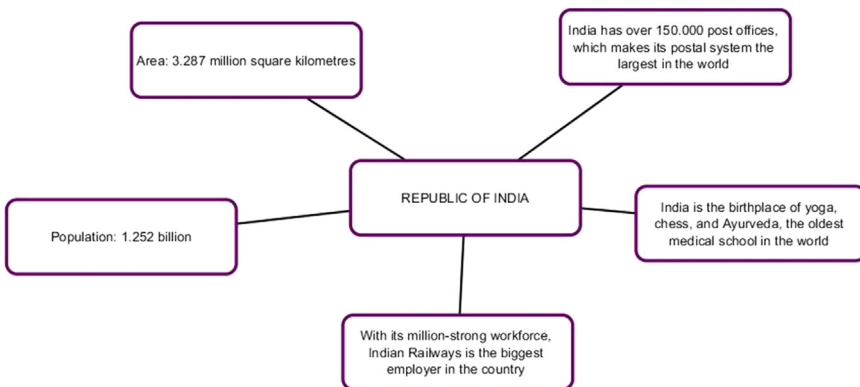 Area: 3.287 million square kilometres
India has over 150.000 post offices,
which makes its postal system the
largest in the world
REPUBLIC OF INDIA
Population: 1.252 billion
India is the birthplace of yoga,
chess, and Ayurveda, the oldest
medical school in the world
With its million-strong workforce,
Indian Railways is the biggest
employer in the country